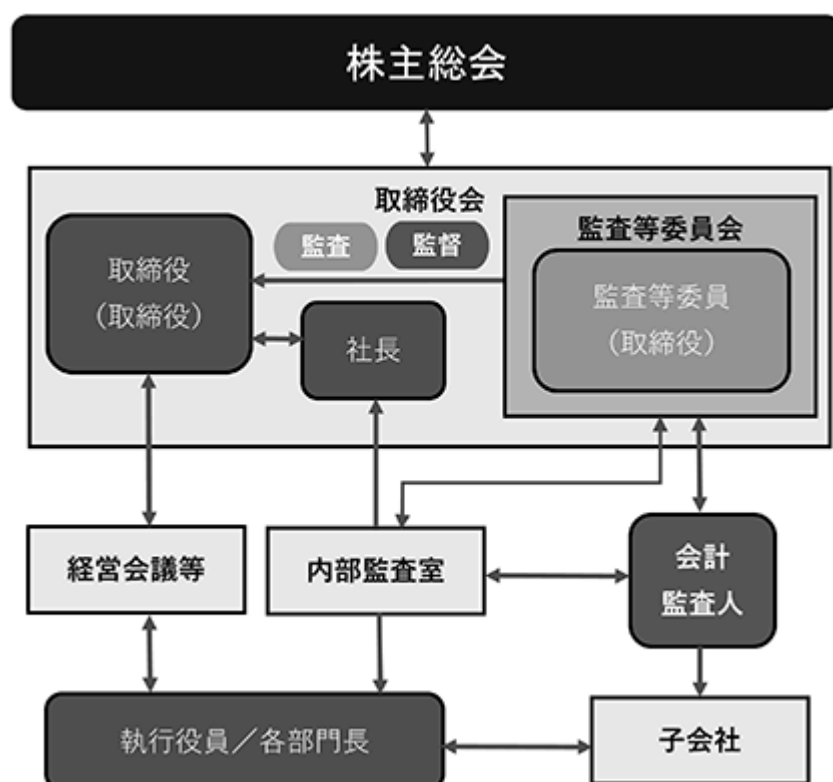 株主総会
取締役会
監査
監督
監査等委員会
取締役
（取締役）
監査等委員
（取締役）
社長
経営会議等
内部監査室
会計
監査人
執行役員／各部門長
子会社